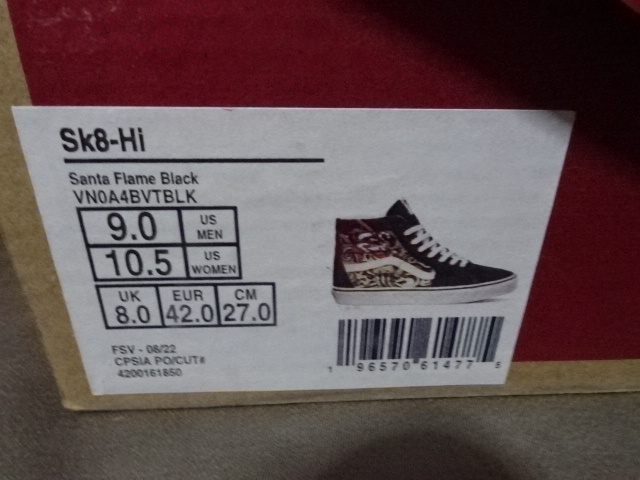 Sk8-Hi
Santa Flame Black
VN0A4BVTBLK
9.0 US MEN
10.5 US WOMEN
UK EUR CM
8.0 42.0 27.0
FSV - 08/22
CPSIA PO/CUT#
4200161850
1 96570 61477 5